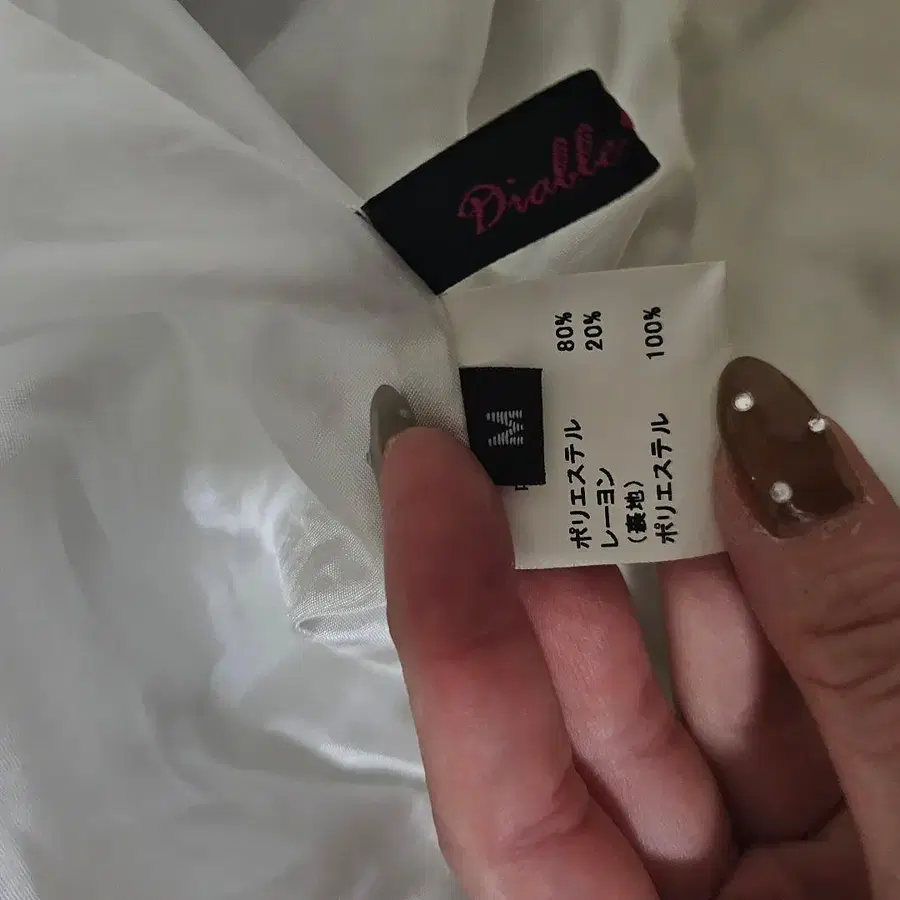 Diable
M
ポリエステル 80%
レーヨン 20%
(裏地)
ポリエステル 100%